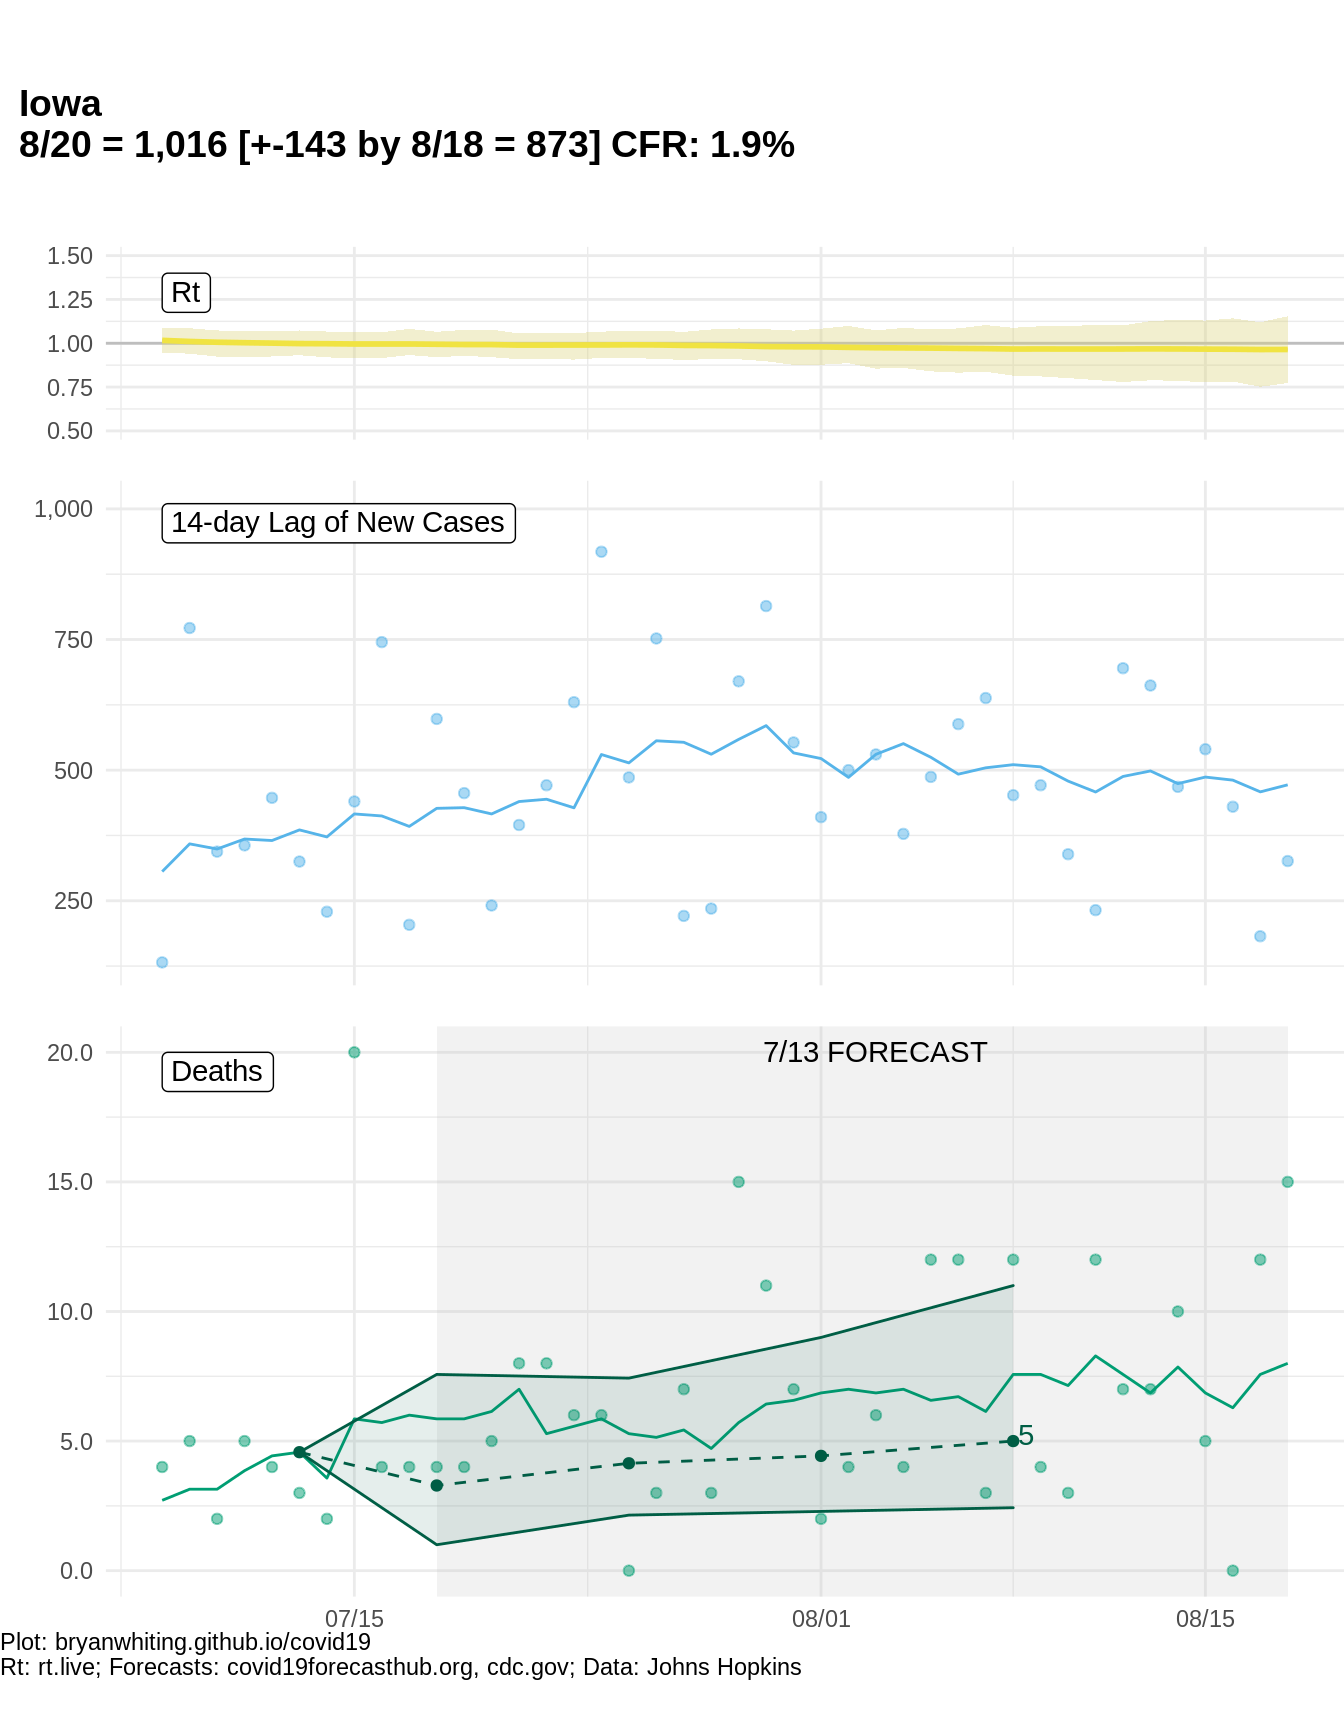 Iowa
8/20 = 1,016 [+-143 by 8/18 = 873] CFR: 1.9%
1.50
Rt
1.25
1.00
0.75
0.50
1,000
14-day Lag of New Cases
750
500
250
20.0
7/13 FORECAST
Deaths
15.0
10.0
5.0
5
0.0
07/15 08/01 08/15
Plot: bryanwhiting.github.io/covid19
Rt: rt.live; Forecasts: covid19forecasthub.org, cdc.gov; Data: Johns Hopkins